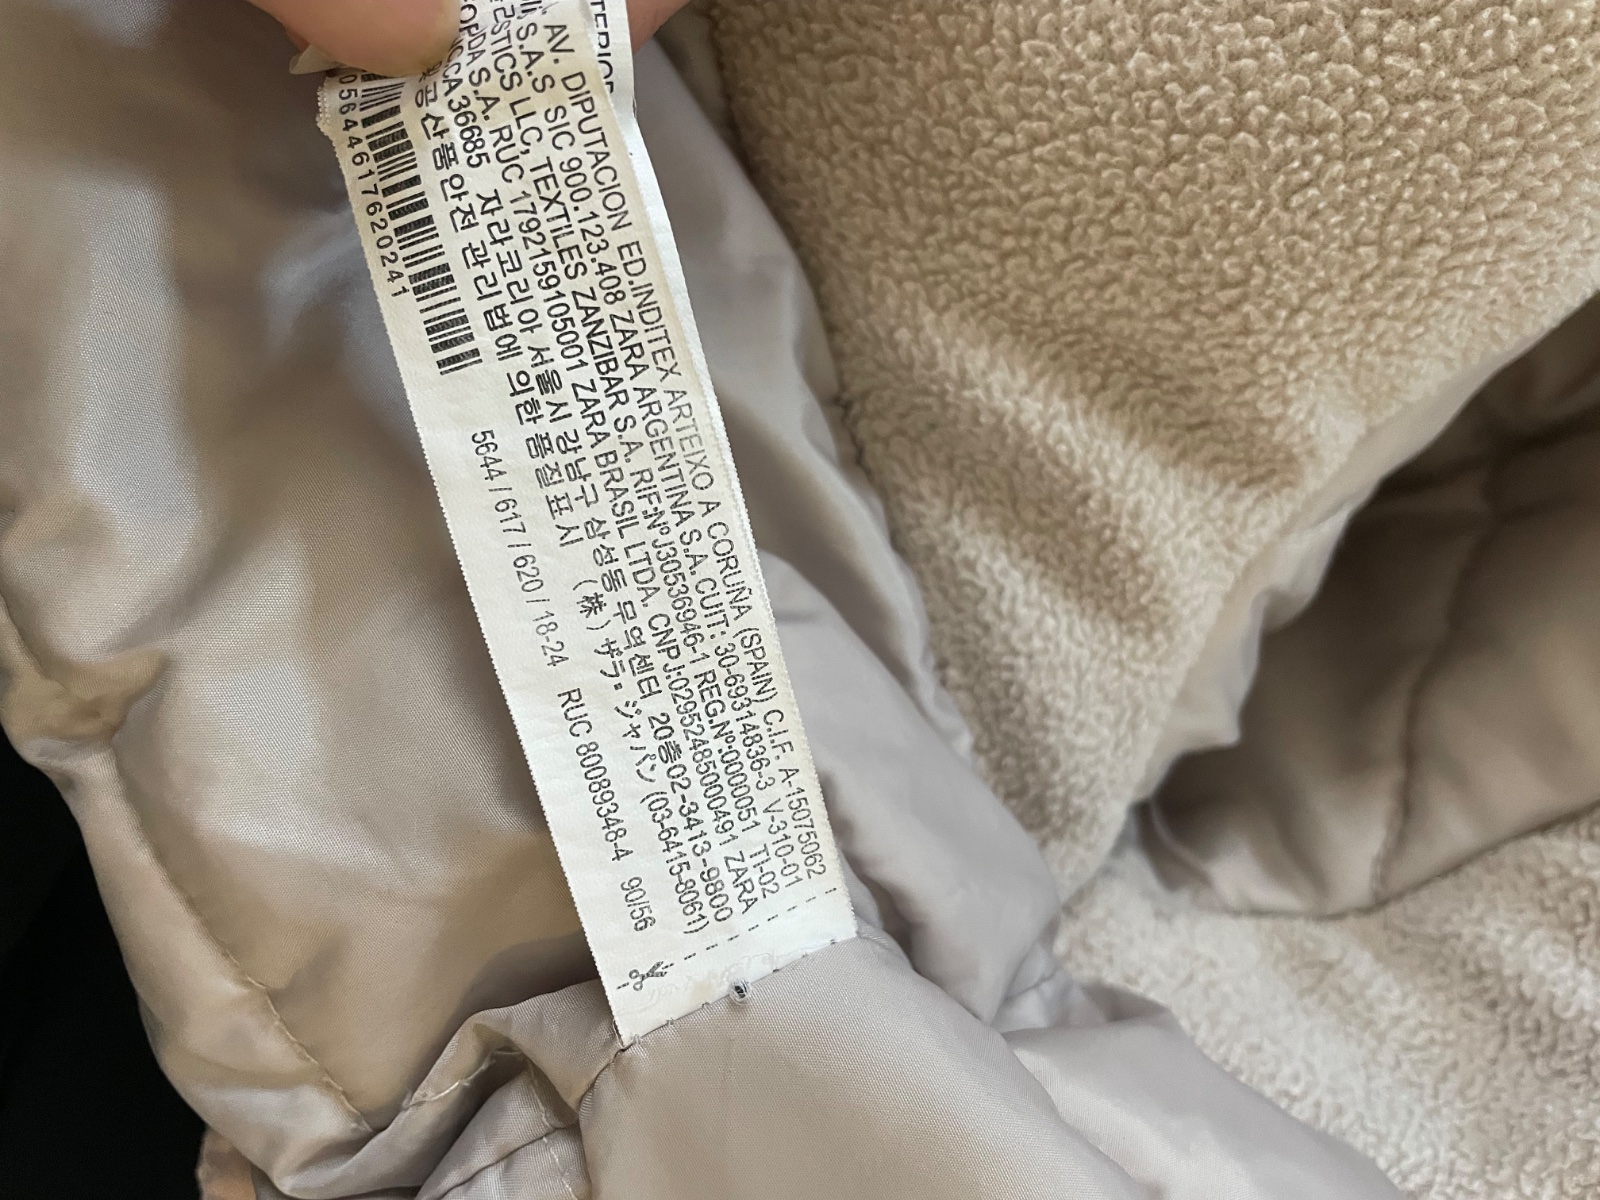 TERIOR
AV. DIPUTACION ED.INDITEX ARTEIXO A CORUÑA (SPAIN) C.I.F. A-15075062
S.A.S SIC 900.123.408 ZARA ARGENTINA S.A. CUIT: 30-69314836-3 V-310-01
LLC, TEXTILES ZANZIBAR S.A. RIF:Nº J30536946-1 REG.Nº:0000051 TI-02
S.A. RUC 1792159105001 ZARA BRASIL LTDA. CNPJ:02952485000491 ZARA
36685 자라코리아 서울시 강남구 삼성동 무역센터 20층 02-3413-9800
공산품안전 관리법에 의한 품질표시 (株) ザラ・ジャパン (03-6415-8061)
5644 / 617 / 620 / 18-24 RUC 80089348-4 90/56
05644617620241